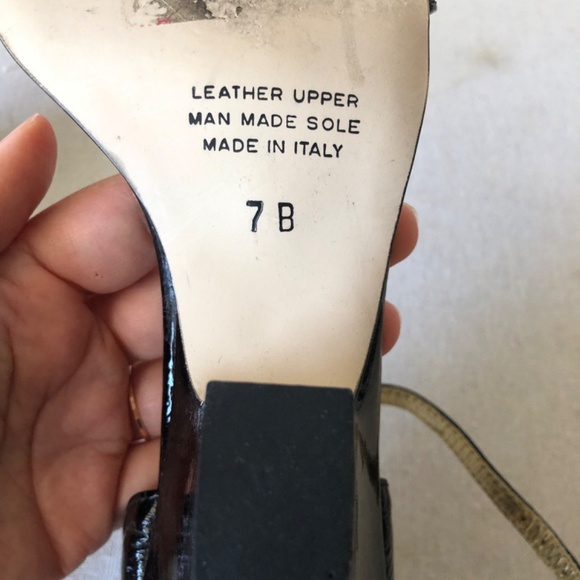 LEATHER UPPER
MAN MADE SOLE
MADE IN ITALY
7 B